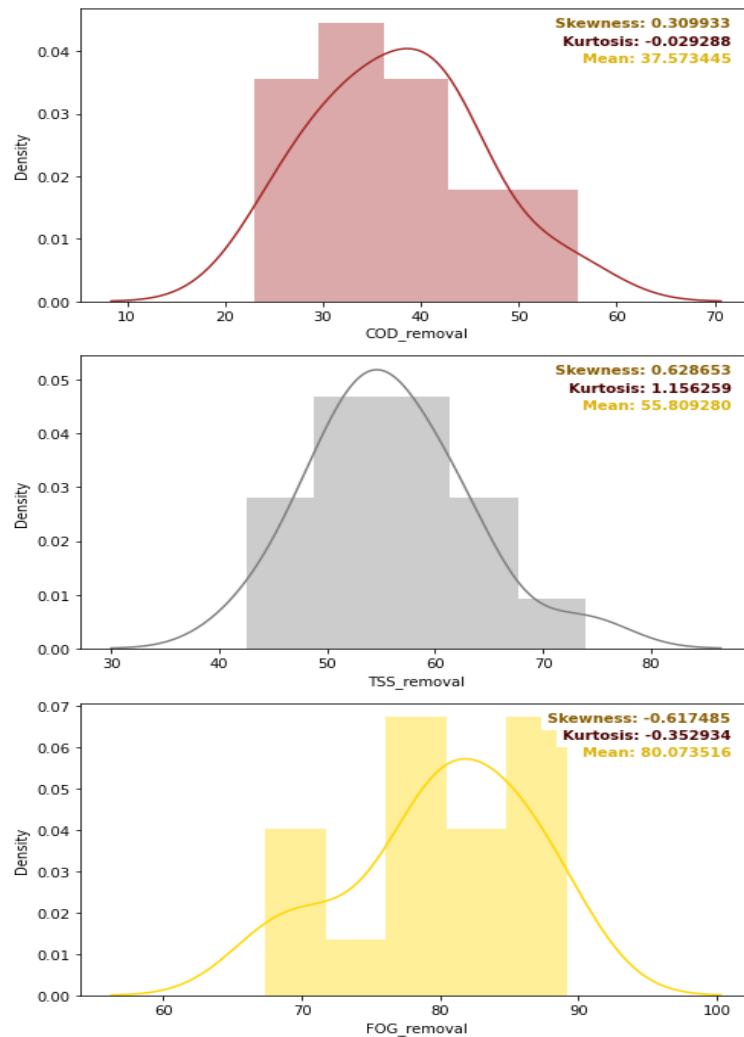 Skewness: 0.309933
Kurtosis: -0.029288
Mean: 37.573445
Density
0.04
0.03
0.02
0.01
0.00
10 20 30 40 50 60 70
COD_removal
Skewness: 0.628653
Kurtosis: 1.156259
Mean: 55.809280
Density
0.05
0.04
0.03
0.02
0.01
0.00
30 40 50 60 70 80
TSS_removal
Skewness: -0.617485
Kurtosis: -0.352934
Mean: 80.073516
Density
0.07
0.06
0.05
0.04
0.03
0.02
0.01
0.00
60 70 80 90 100
FOG_removal